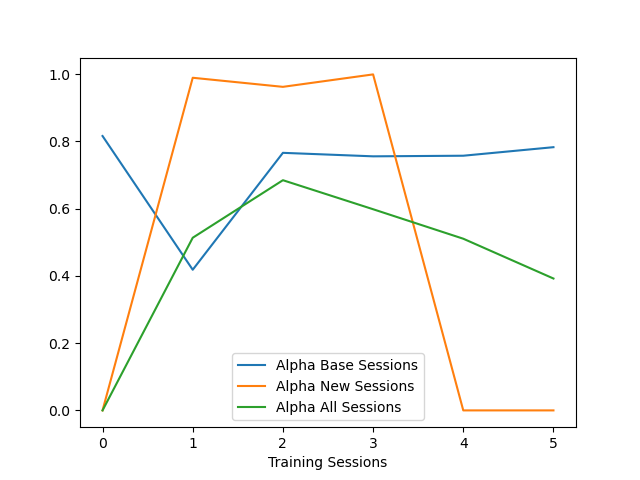 1.0
0.8
0.6
0.4
0.2
0.0
Alpha Base Sessions
Alpha New Sessions
Alpha All Sessions
0 1 2 3 4 5
Training Sessions